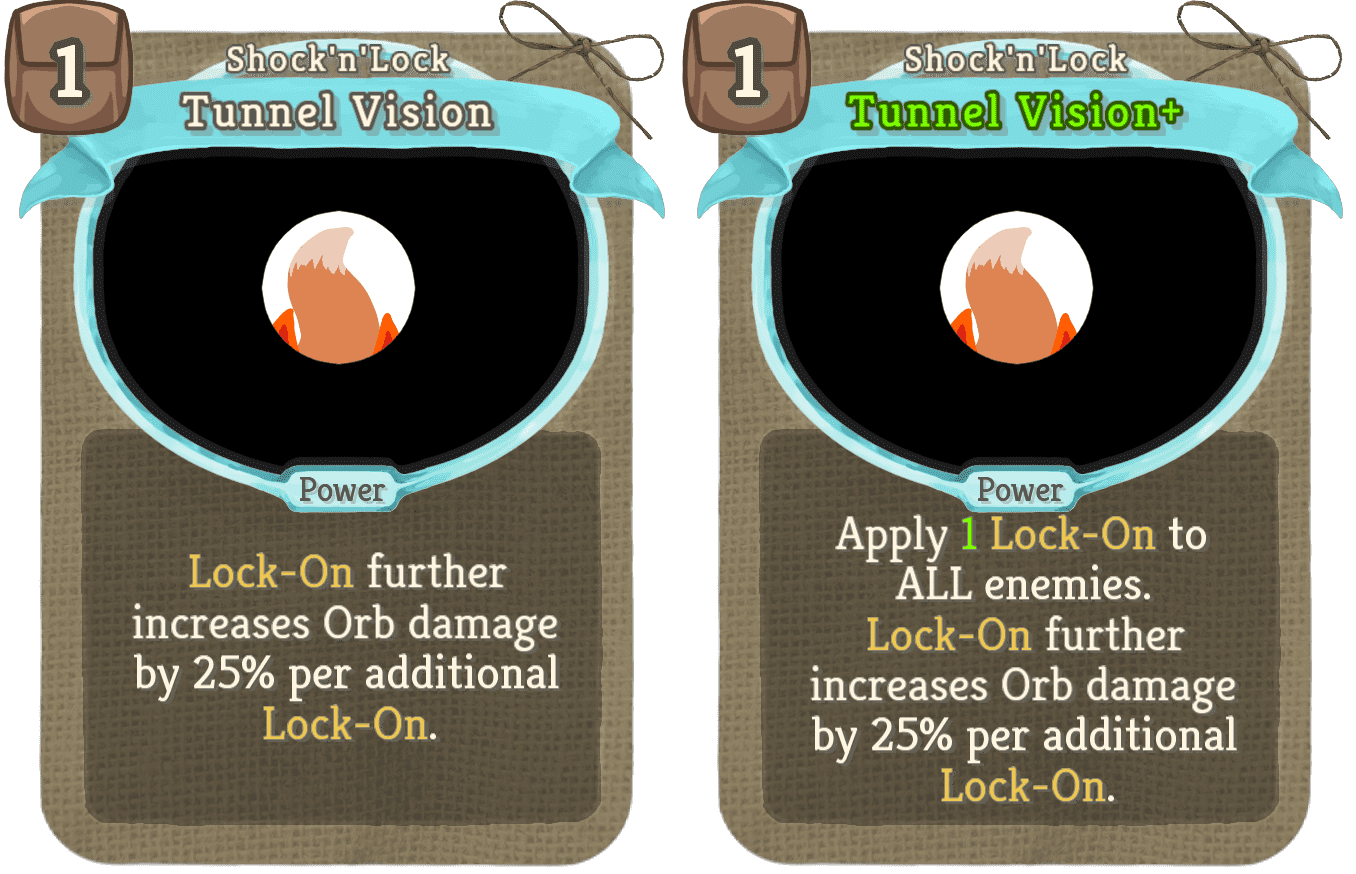 1
Shock'n'Lock
Tunnel Vision
Power
Lock-On further
increases Orb damage
by 25% per additional
Lock-On.
1
Shock'n'Lock
Tunnel Vision+
Power
Apply 1 Lock-On to
ALL enemies.
Lock-On further
increases Orb damage
by 25% per additional
Lock-On.